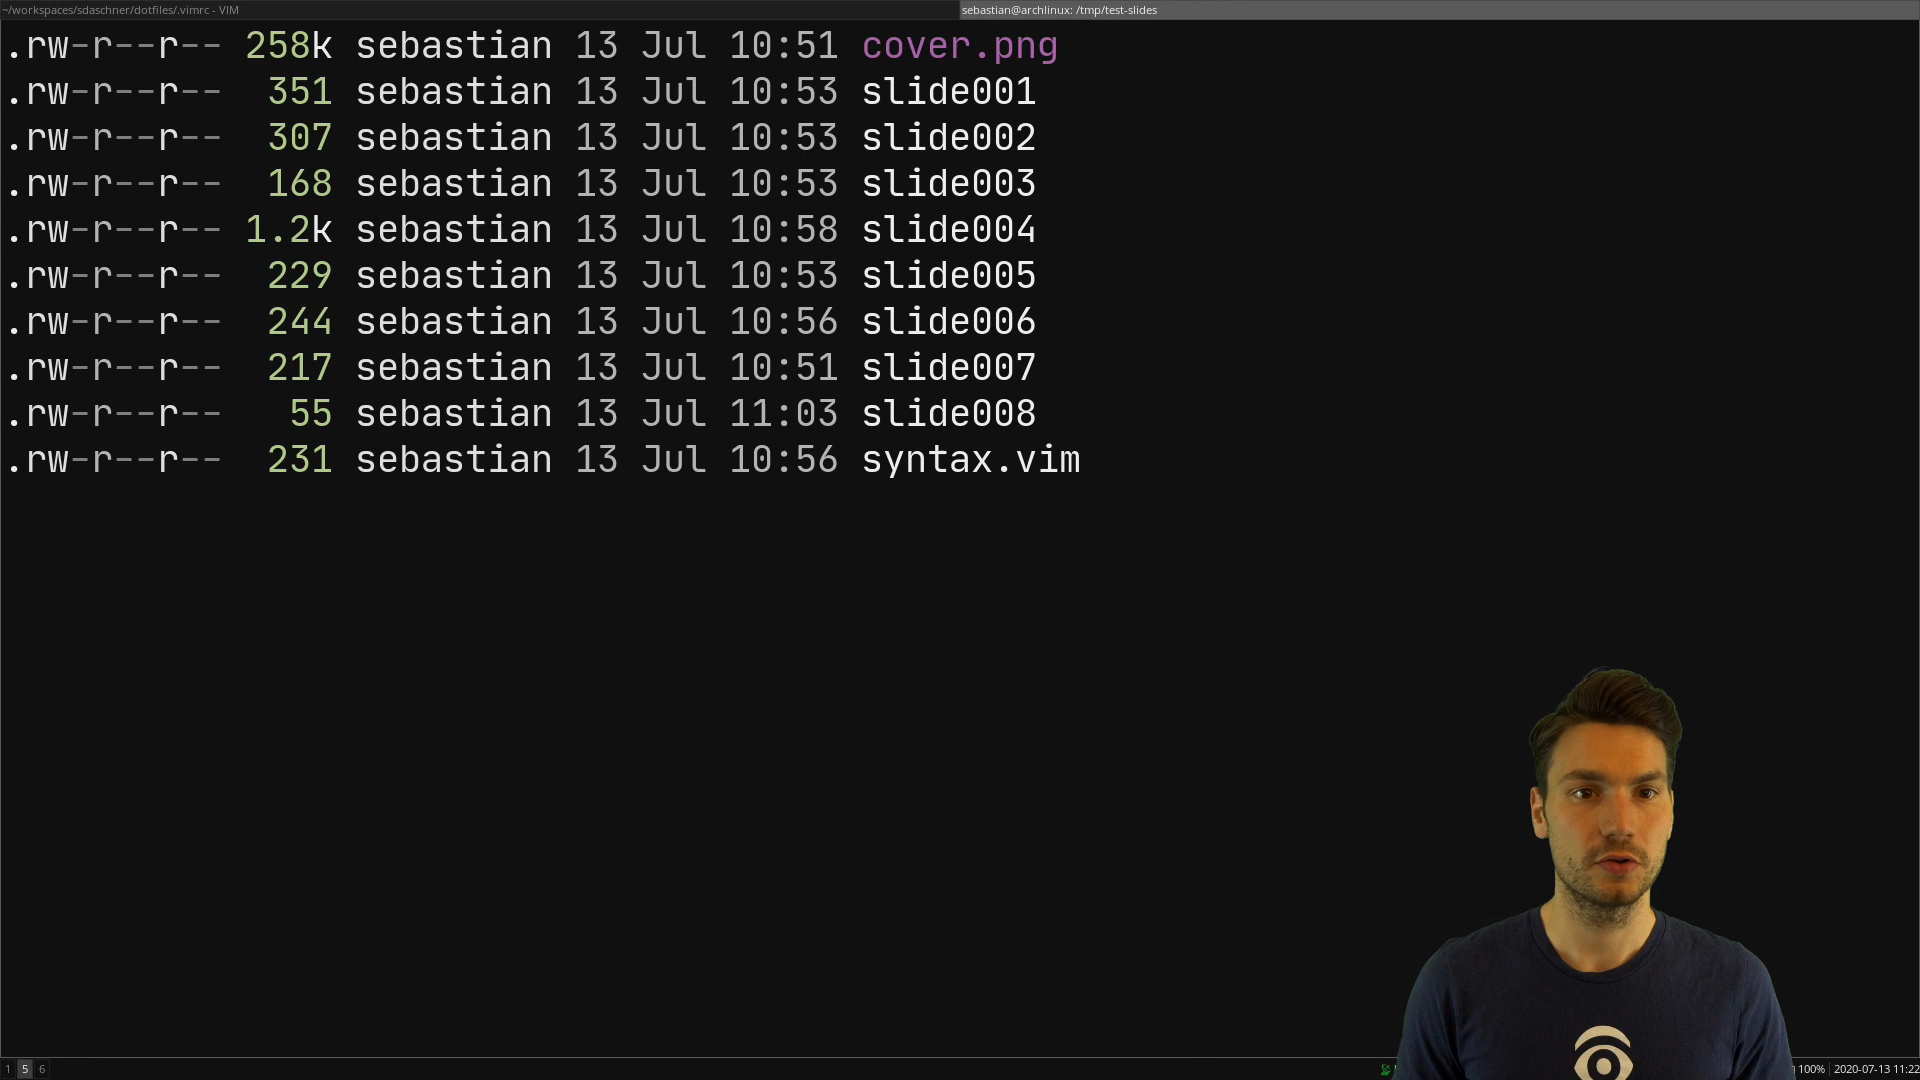 ~/workspaces/sdaschner/dotfiles/.vimrc - VIM
sebastian@archlinux: /tmp/test-slides
.rw-r--r-- 258k sebastian 13 Jul 10:51 cover.png
.rw-r--r-- 351 sebastian 13 Jul 10:53 slide001
.rw-r--r-- 307 sebastian 13 Jul 10:53 slide002
.rw-r--r-- 168 sebastian 13 Jul 10:53 slide003
.rw-r--r-- 1.2k sebastian 13 Jul 10:58 slide004
.rw-r--r-- 229 sebastian 13 Jul 10:53 slide005
.rw-r--r-- 244 sebastian 13 Jul 10:56 slide006
.rw-r--r-- 217 sebastian 13 Jul 10:51 slide007
.rw-r--r-- 55 sebastian 13 Jul 11:03 slide008
.rw-r--r-- 231 sebastian 13 Jul 10:56 syntax.vim
1 5 6
100% 2020-07-13 11:22